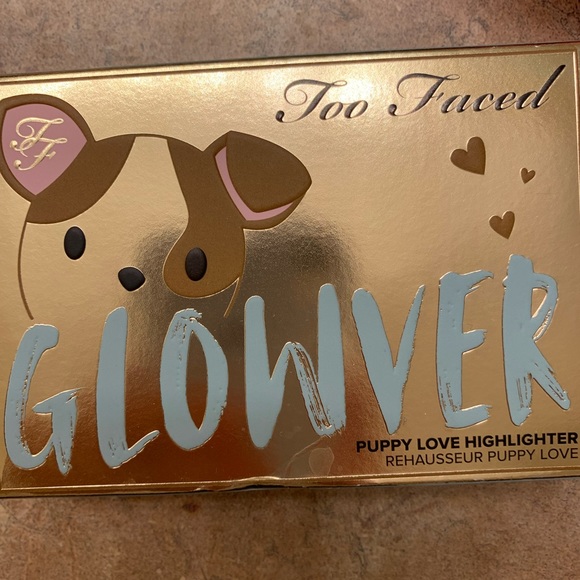 Too Faced
FF
GLOWVER
PUPPY LOVE HIGHLIGHTER
REHAUSSEUR PUPPY LOVE